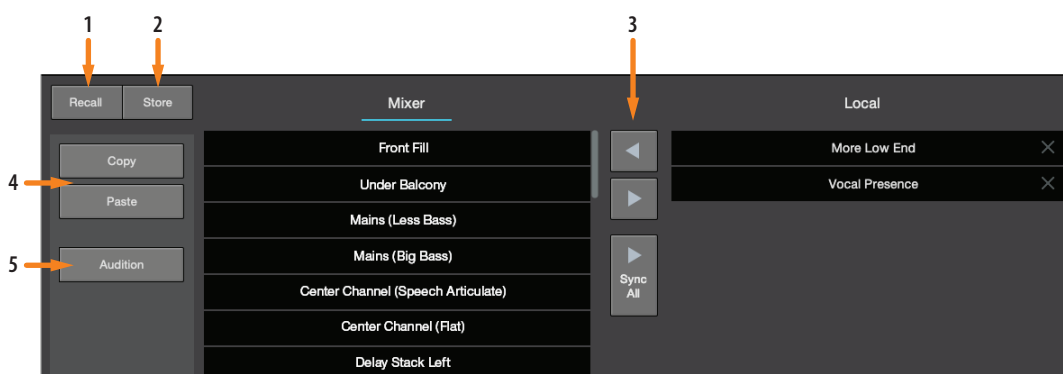 1
2
3
Recall
Store
Mixer
Local
Copy
Paste
4
Audition
5
Front Fill
Under Balcony
Mains (Less Bass)
Mains (Big Bass)
Center Channel (Speech Articulate)
Center Channel (Flat)
Delay Stack Left
Sync
All
More Low End
Vocal Presence